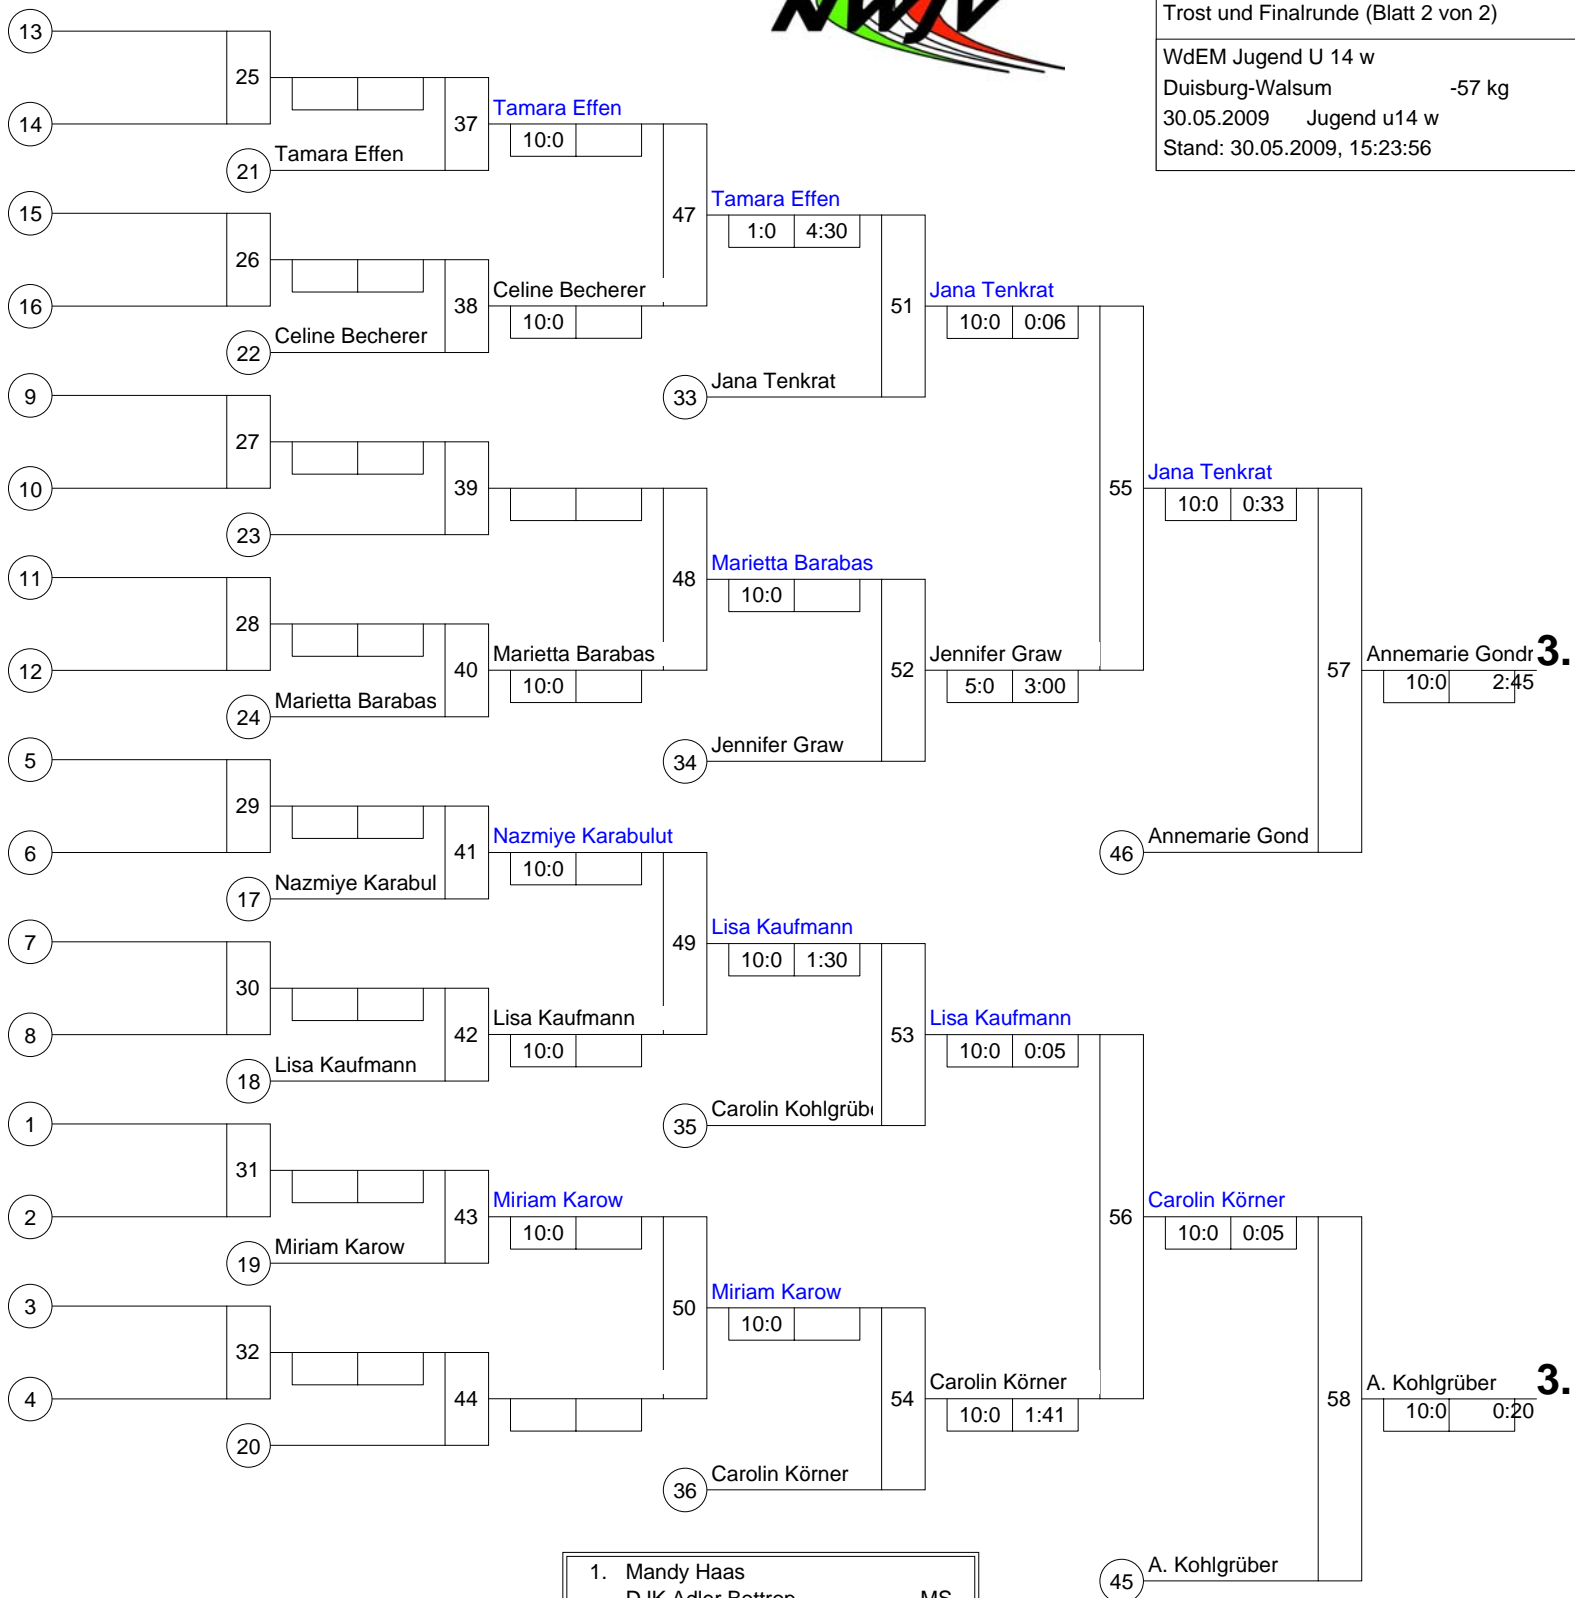 NWJV
Trost und Finalrunde (Blatt 2 von 2)
WdEM Jugend U 14 w
Duisburg-Walsum -57 kg
30.05.2009 Jugend u14 w
Stand: 30.05.2009, 15:23:56
13
25
14
37
Tamara Effen
10:0
21
Tamara Effen
15
26
16
38
Celine Becherer
10:0
22
Celine Becherer
47
Tamara Effen
1:0 4:30
51
Jana Tenkrat
10:0 0:06
33
Jana Tenkrat
9
27
10
39
23
11
28
12
40
Marietta Barabas
10:0
24
Marietta Barabas
48
Marietta Barabas
10:0
52
Jennifer Graw
5:0 3:00
34
Jennifer Graw
55
Jana Tenkrat
10:0 0:33
57
Annemarie Gondr
3.
10:0 2:45
46
Annemarie Gond
5
29
6
41
Nazmiye Karabulut
10:0
17
Nazmiye Karabul
7
30
8
42
Lisa Kaufmann
10:0
18
Lisa Kaufmann
49
Lisa Kaufmann
10:0 1:30
53
Lisa Kaufmann
10:0 0:05
35
Carolin Kohlgrüb
1
31
2
43
Miriam Karow
10:0
19
Miriam Karow
3
32
4
44
20
50
Miriam Karow
10:0
54
Carolin Körner
10:0 1:41
36
Carolin Körner
56
Carolin Körner
10:0 0:05
58
A. Kohlgrüber
3.
10:0 0:20
45
A. Kohlgrüber
1. Mandy Haas
DJK Adler Bottrop MS